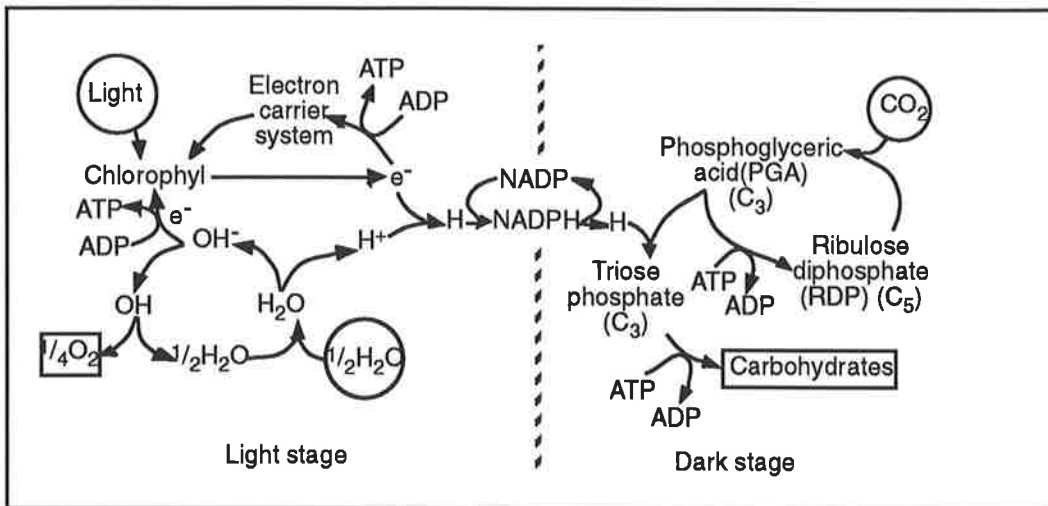 Light
Electron
carrier
system
ATP
ADP
Chlorophyl
e-
ATP
e-
ADP
OH-
H+
H
NADP
NADPH
H
OH
H₂O
1/4O₂
1/2H₂O
1/2H₂O
Light stage
CO₂
Phosphoglyceric
acid(PGA)
(C₃)
Triose
phosphate
(C₃)
ATP
ADP
Ribulose
diphosphate
(RDP) (C₅)
ATP
ADP
Carbohydrates
Dark stage